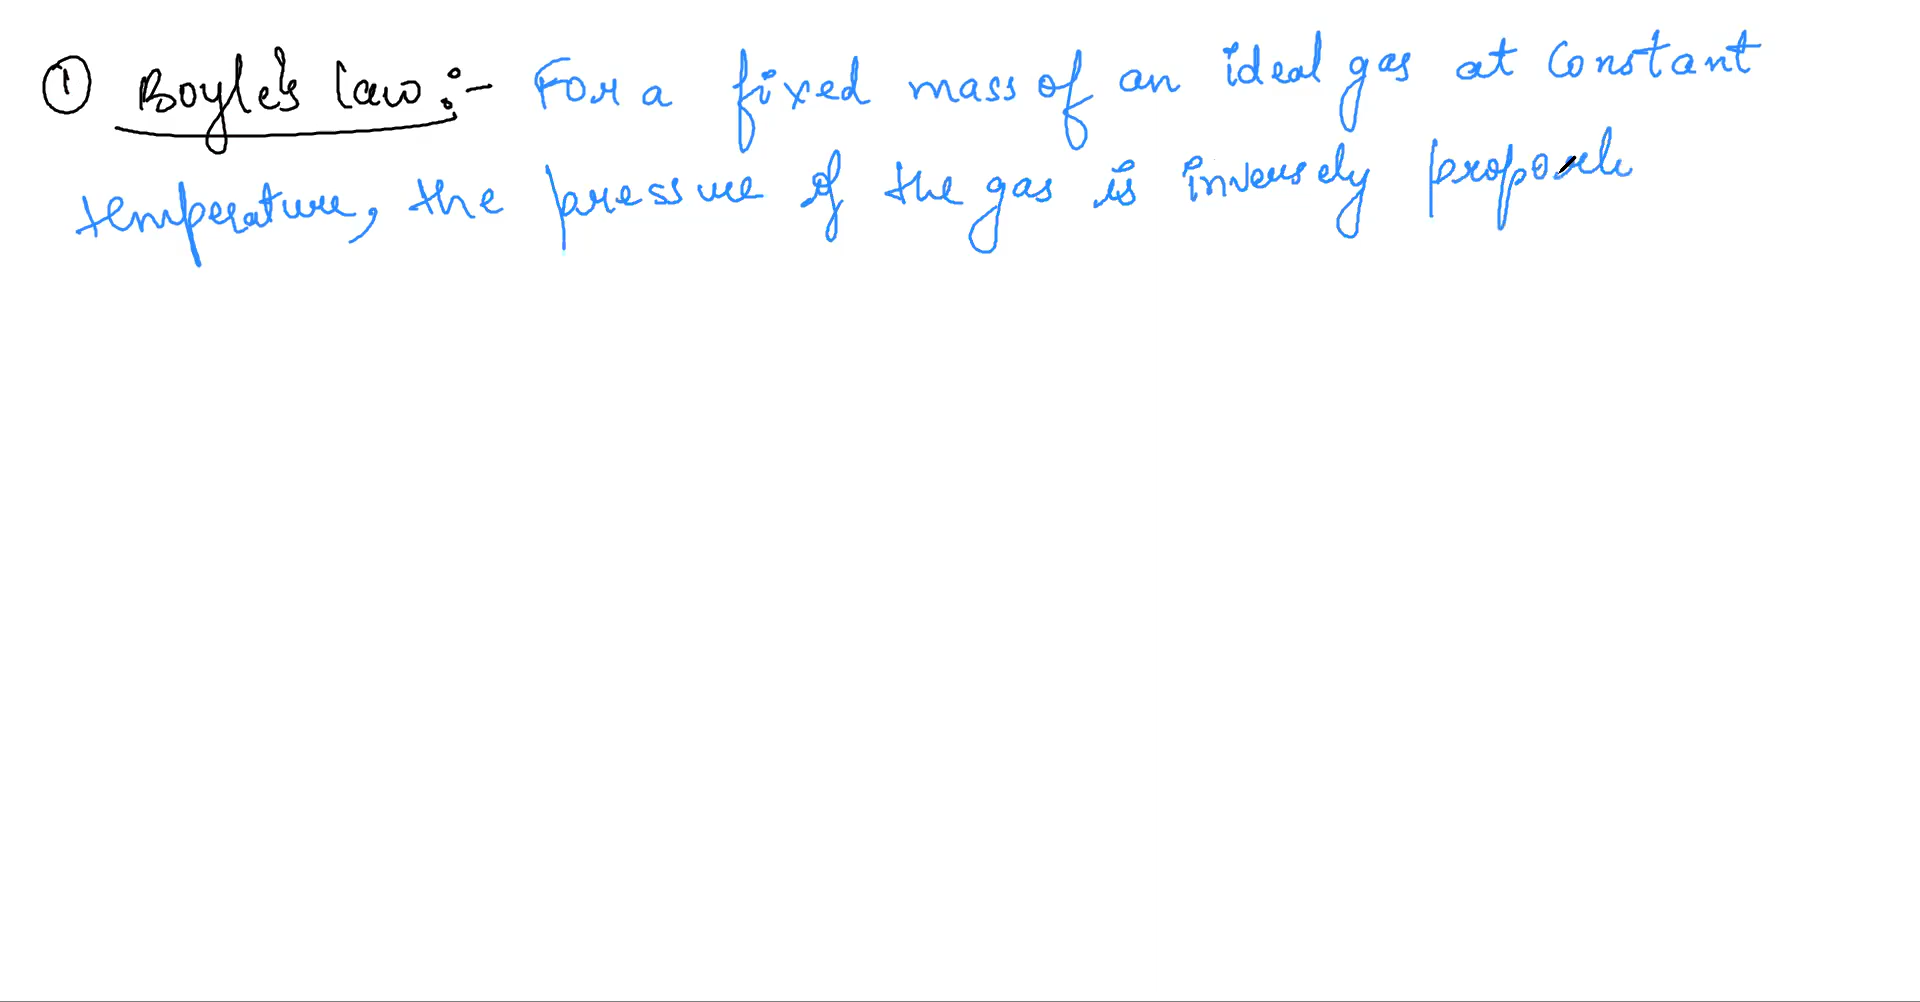 ① Boyle's law :- For a fixed mass of an ideal gas at constant
temperature, the pressure of the gas is inversely proporti